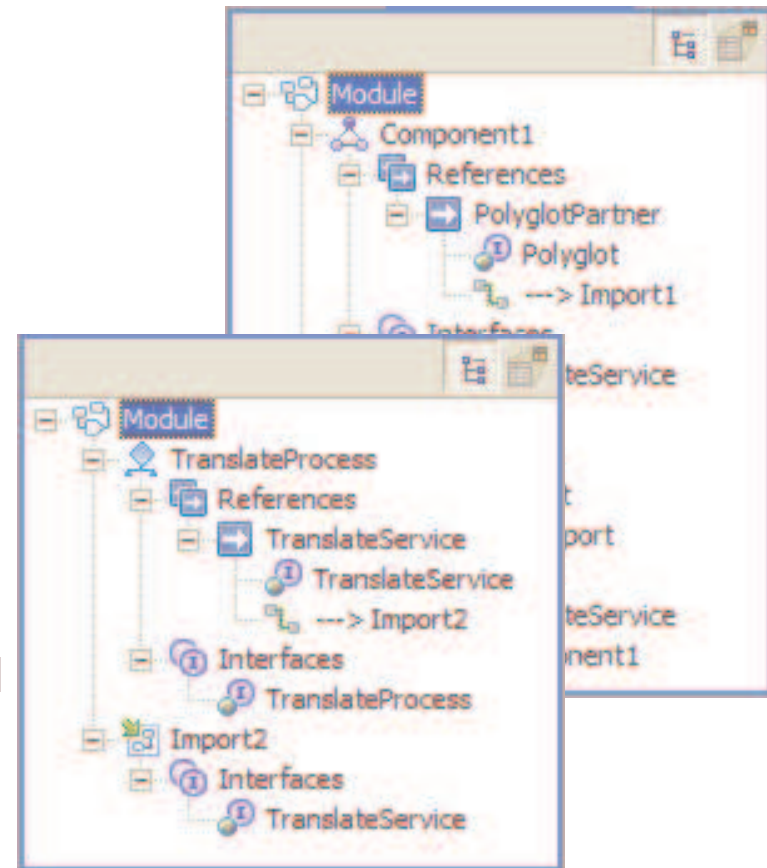 Module
Component1
References
PolyglotPartner
Polyglot
---> Import1
Interfaces
teService
t
port
teService
nent1
Module
TranslateProcess
References
TranslateService
TranslateService
---> Import2
Interfaces
TranslateProcess
Import2
Interfaces
TranslateService